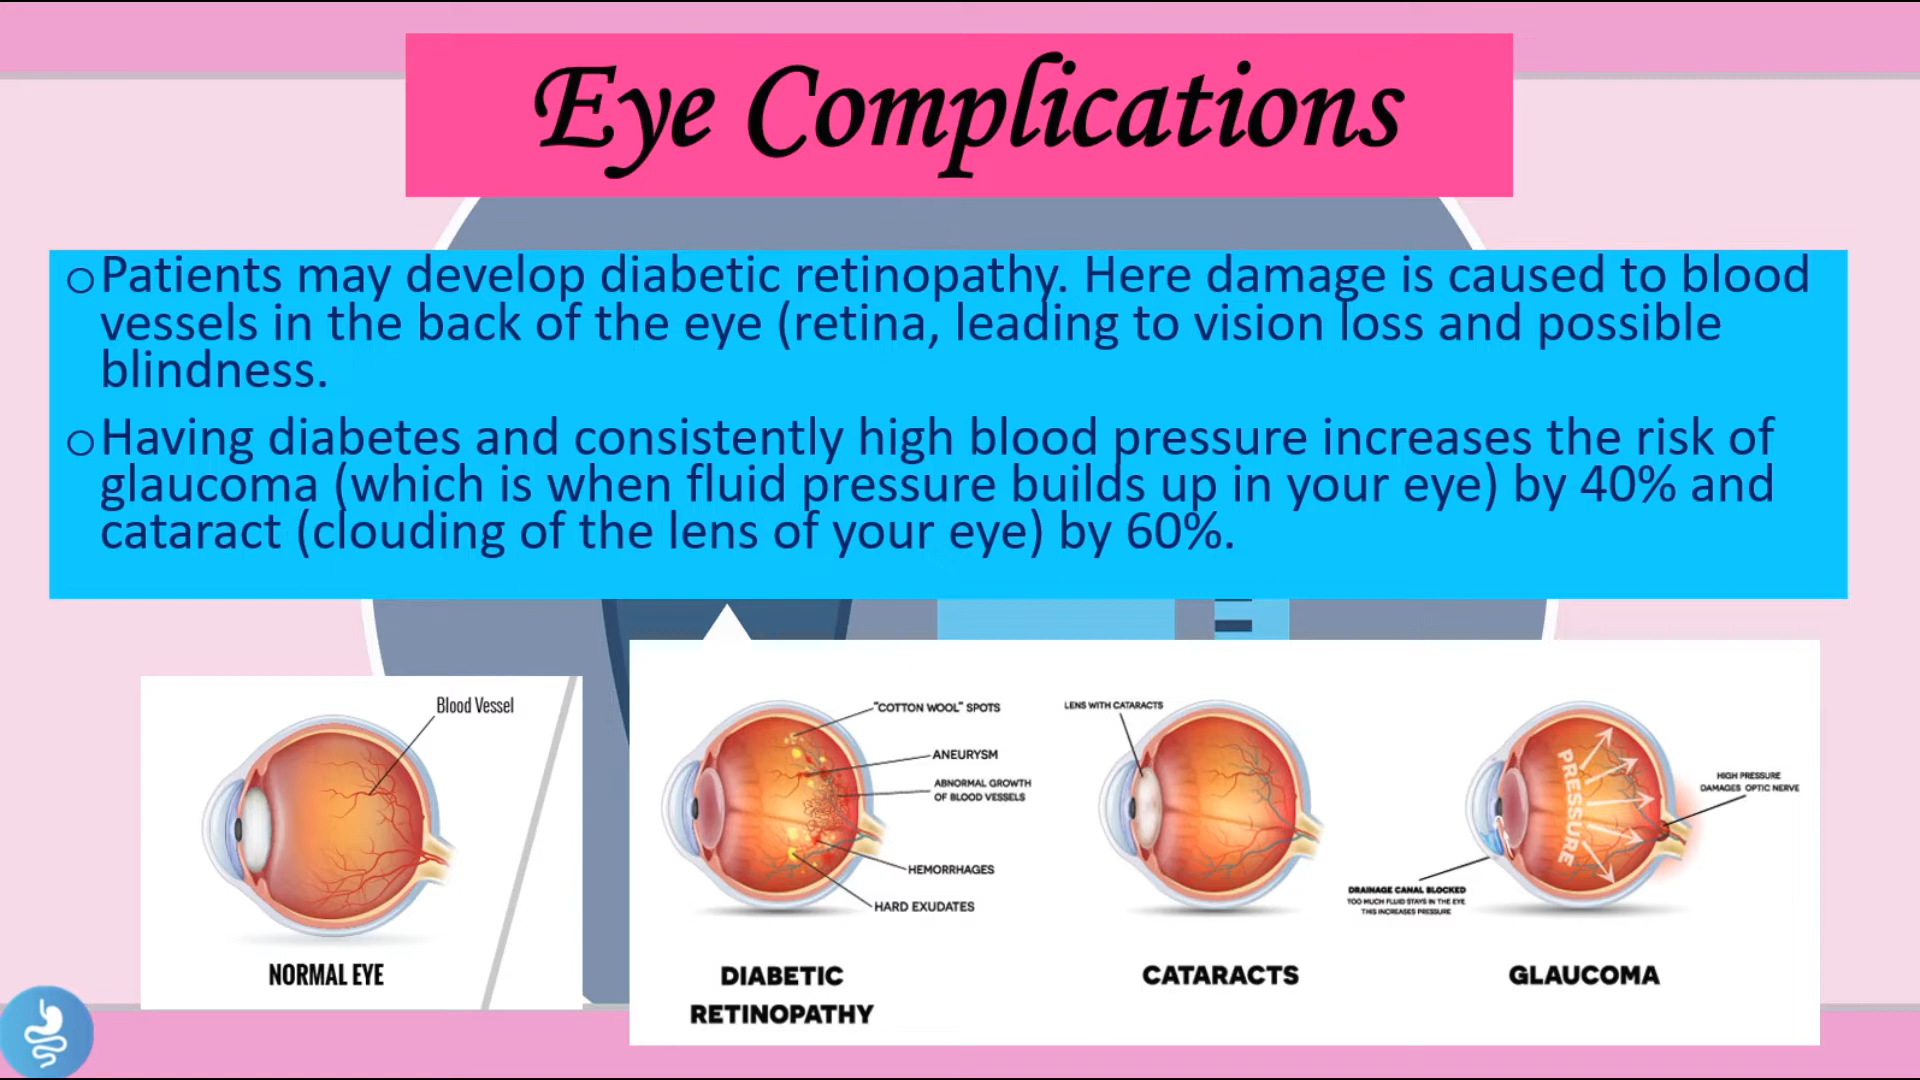 Eye Complications
oPatients may develop diabetic retinopathy. Here damage is caused to blood
vessels in the back of the eye (retina, leading to vision loss and possible
blindness.
oHaving diabetes and consistently high blood pressure increases the risk of
glaucoma (which is when fluid pressure builds up in your eye) by 40% and
cataract (clouding of the lens of your eye) by 60%.
Blood Vessel
NORMAL EYE
"COTTON WOOL" SPOTS
ANEURYSM
ABNORMAL GROWTH
OF BLOOD VESSELS
HEMORRHAGES
HARD EXUDATES
DIABETIC
RETINOPATHY
LENS WITH CATARACTS
CATARACTS
PRESSURE
HIGH PRESSURE
DAMAGES OPTIC NERVE
DRAINAGE CANAL BLOCKED
TOO MUCH FLUID STAYS IN THE EYE
THIS INCREASES PRESSURE
GLAUCOMA